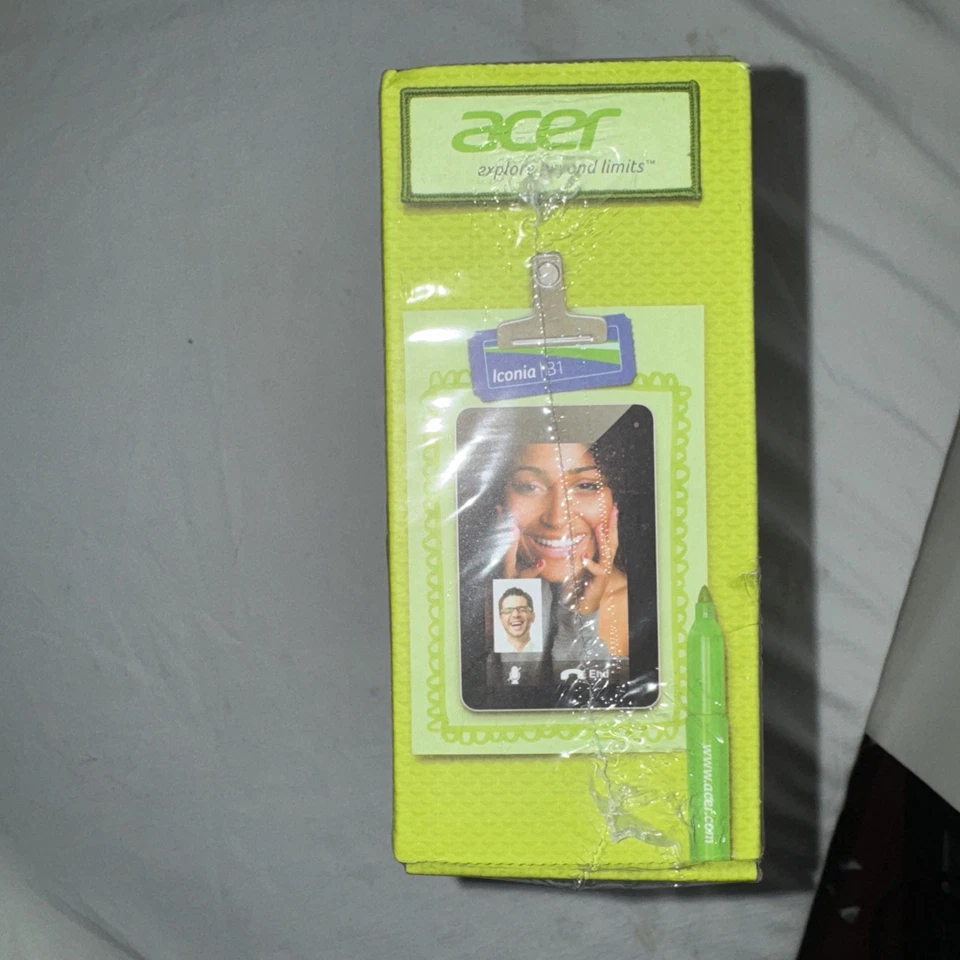 acer
explore beyond limits™
Iconia B1
End
www.acer.com